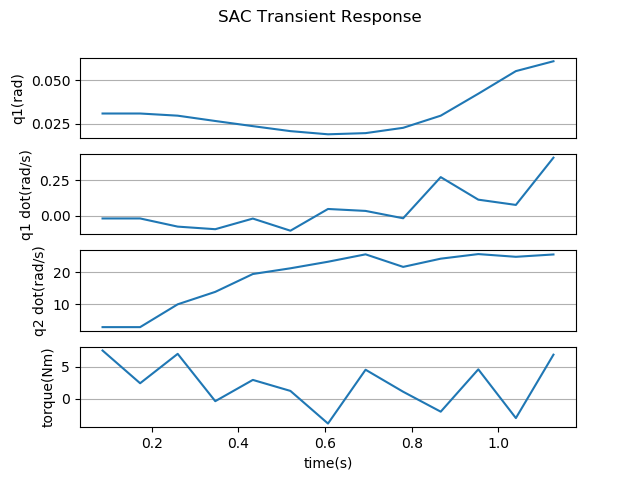 SAC Transient Response
q1(rad)
0.050
0.025
q1 dot(rad/s)
0.25
0.00
q2 dot(rad/s)
20
10
torque(Nm)
5
0
0.2 0.4 0.6 0.8 1.0
time(s)